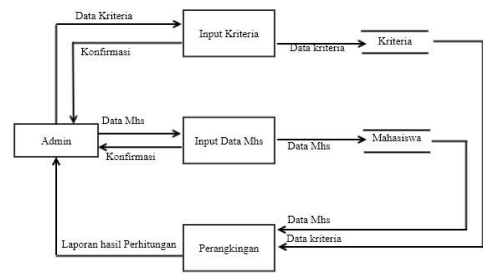 Data Kriteria
Input Kriteria
Kriteria
Konfirmasi
Data kriteria
Data Mhs
Admin
Input Data Mhs
Mahasiswa
Konfirmasi
Data Mhs
Data Mhs
Data kriteria
Laporan hasil Perhitungan
Perangkingan